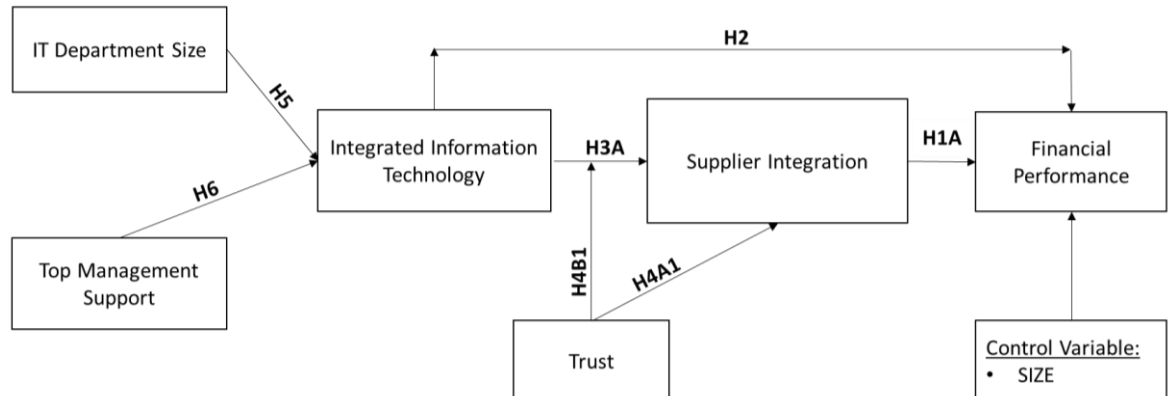 IT Department Size
H2
H5
Integrated Information
Technology
H3A
Supplier Integration
H1A
Financial
Performance
H6
Top Management
Support
H4B1
H4A1
Trust
Control Variable:
• SIZE